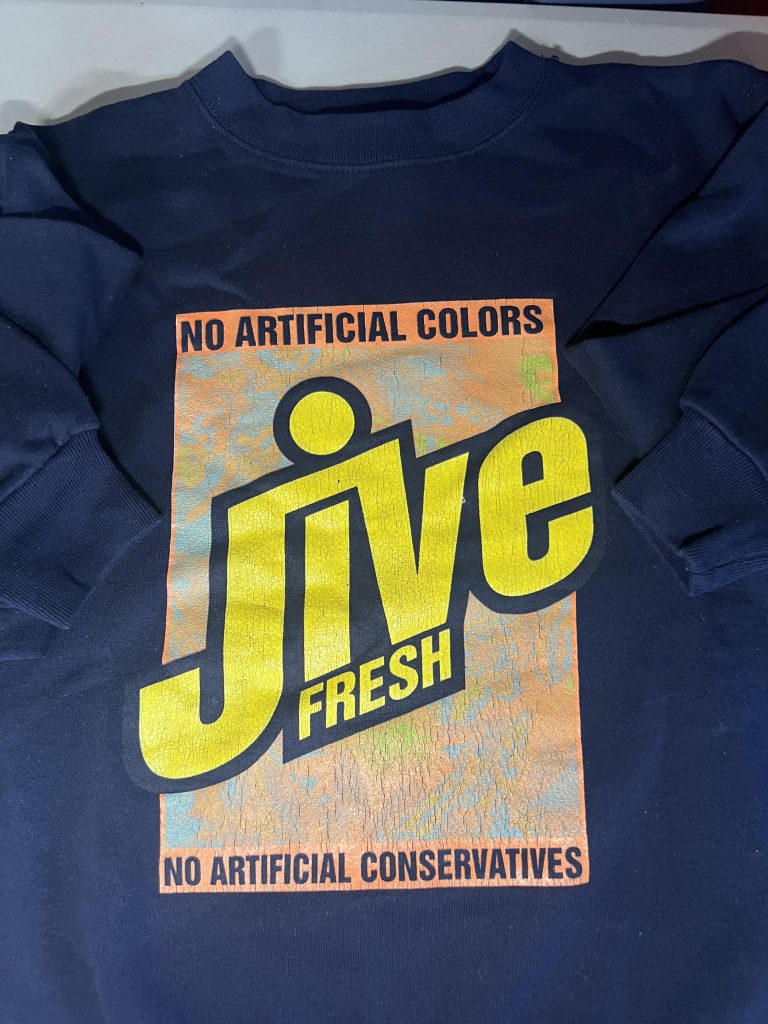 NO ARTIFICIAL COLORS
Jive
FRESH
NO ARTIFICIAL CONSERVATIVES